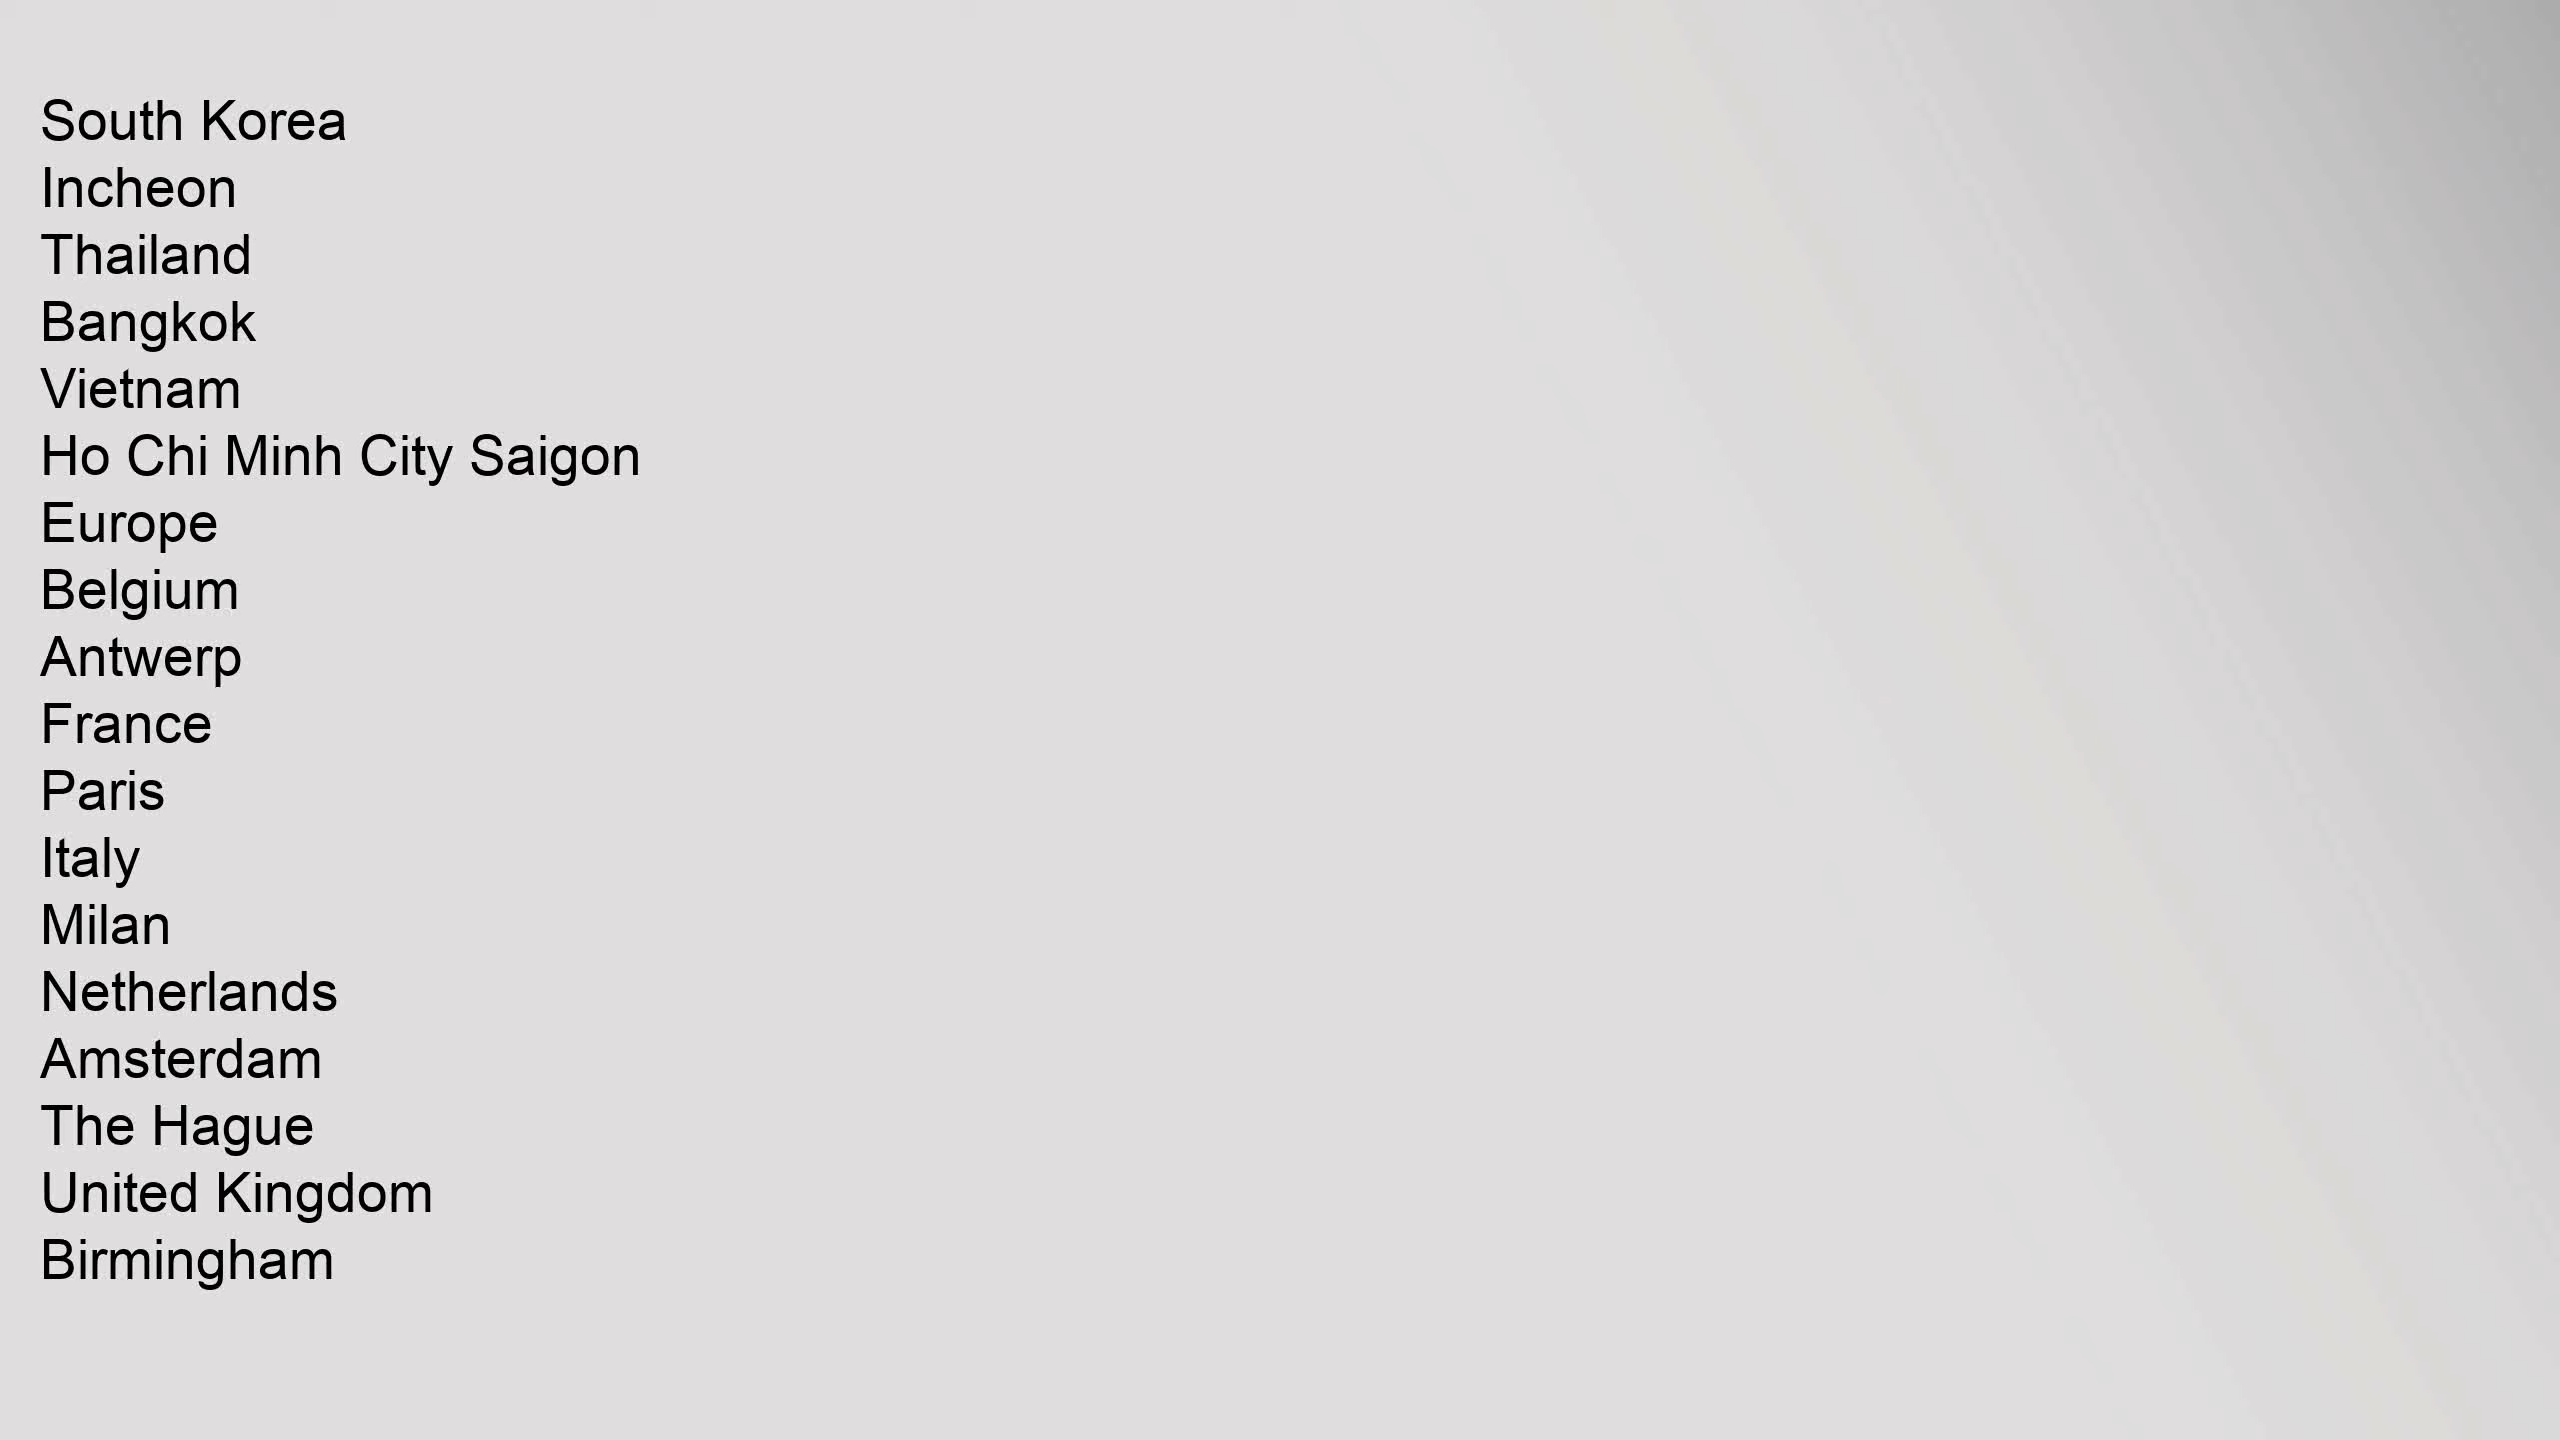 South Korea
Incheon
Thailand
Bangkok
Vietnam
Ho Chi Minh City Saigon
Europe
Belgium
Antwerp
France
Paris
Italy
Milan
Netherlands
Amsterdam
The Hague
United Kingdom
Birmingham